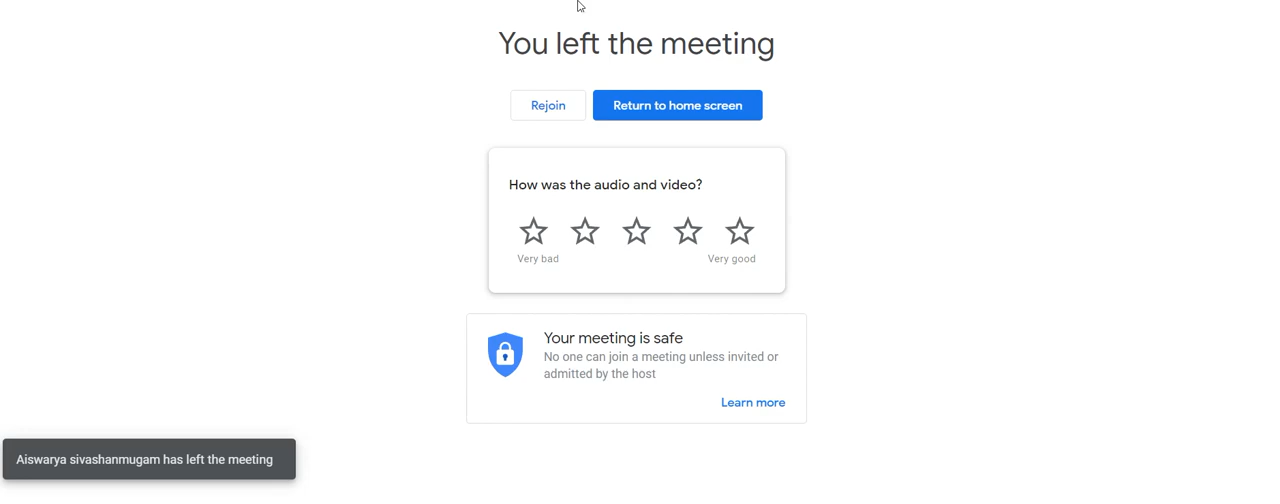 You left the meeting
Rejoin
Return to home screen
How was the audio and video?
Very bad
Very good
Your meeting is safe
No one can join a meeting unless invited or
admitted by the host
Learn more
Aiswarya sivashanmugam has left the meeting